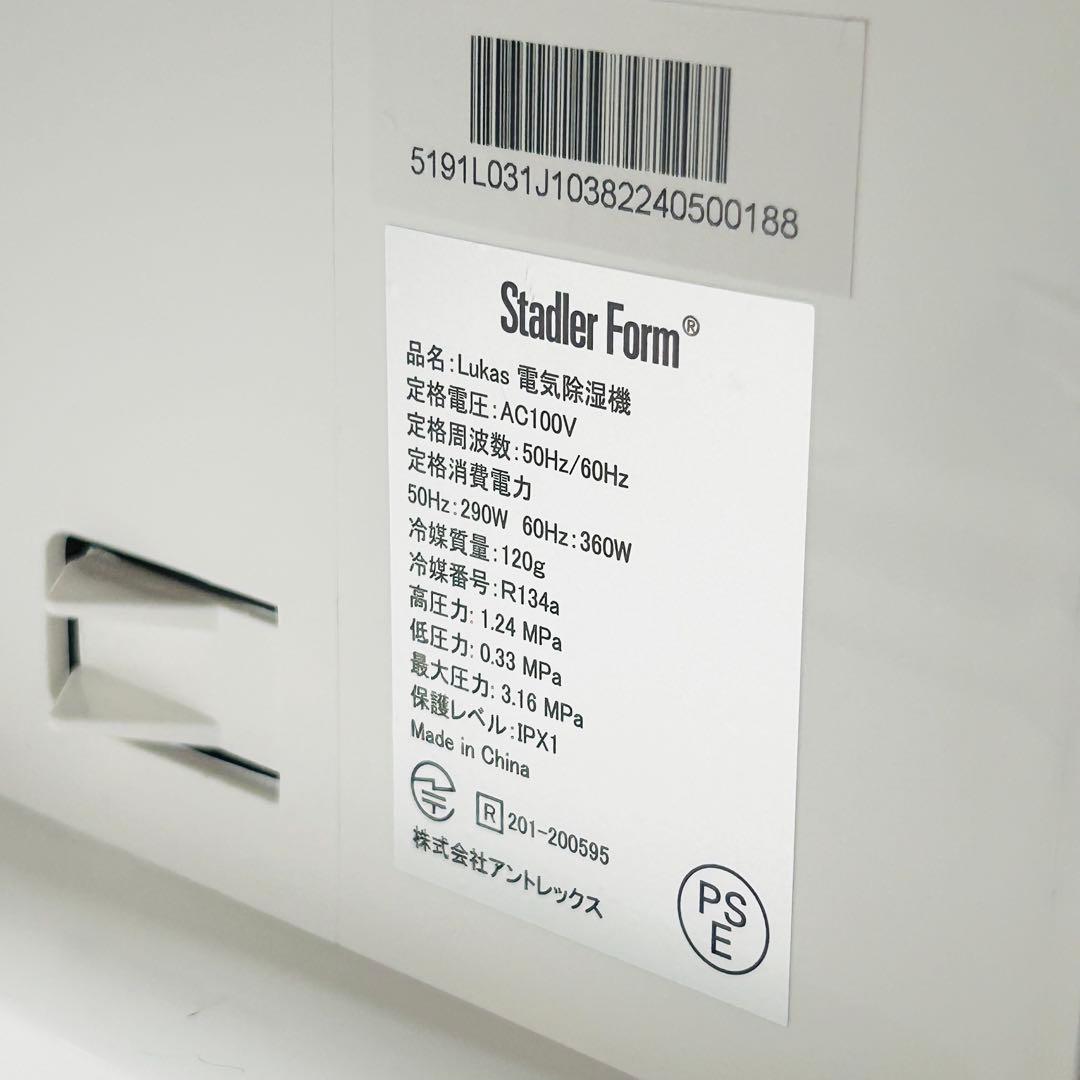 5191L031J10382240500188
Stadler Form®
品名:Lukas 電気除湿機
定格電圧:AC100V
定格周波数:50Hz/60Hz
定格消費電力
50Hz:290W 60Hz:360W
冷媒質量:120g
冷媒番号:R134a
高圧力: 1.24 MPa
低圧力: 0.33 MPa
最大圧力: 3.16 MPa
保護レベル:IPX1
Made in China
R 201-200595
株式会社アントレックス
PS
E